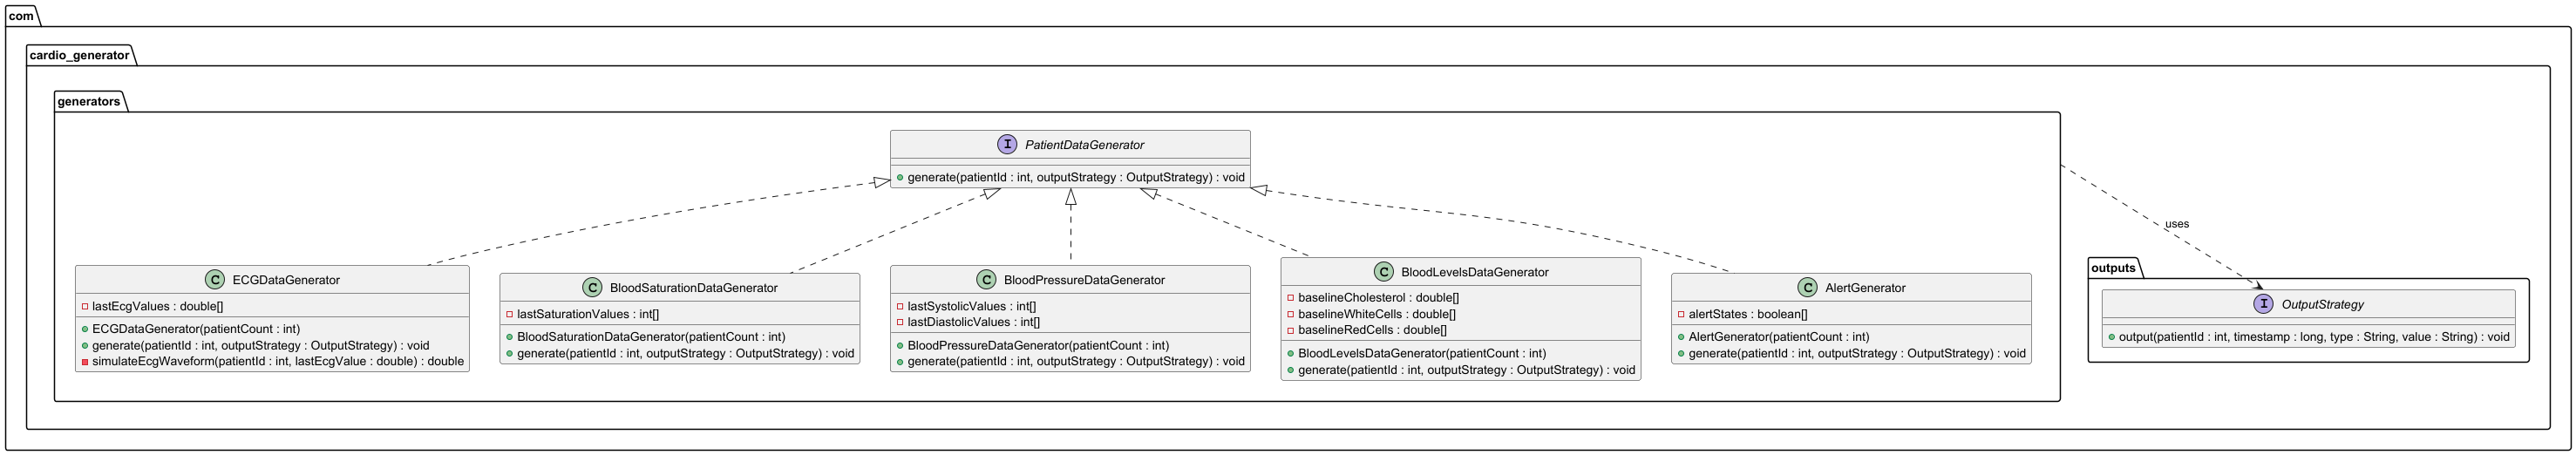 com
cardio_generator
generators
I PatientDataGenerator
generate(patientId : int, outputStrategy : OutputStrategy) : void
uses
C ECGDataGenerator
lastEcgValues : double[]
ECGDataGenerator(patientCount : int)
generate(patientId : int, outputStrategy : OutputStrategy) : void
simulateEcgWaveform(patientId : int, lastEcgValue : double) : double
C BloodSaturationDataGenerator
lastSaturationValues : int[]
BloodSaturationDataGenerator(patientCount : int)
generate(patientId : int, outputStrategy : OutputStrategy) : void
C BloodPressureDataGenerator
lastSystolicValues : int[]
lastDiastolicValues : int[]
BloodPressureDataGenerator(patientCount : int)
generate(patientId : int, outputStrategy : OutputStrategy) : void
C BloodLevelsDataGenerator
baselineCholesterol : double[]
baselineWhiteCells : double[]
baselineRedCells : double[]
BloodLevelsDataGenerator(patientCount : int)
generate(patientId : int, outputStrategy : OutputStrategy) : void
C AlertGenerator
alertStates : boolean[]
AlertGenerator(patientCount : int)
generate(patientId : int, outputStrategy : OutputStrategy) : void
outputs
I OutputStrategy
output(patientId : int, timestamp : long, type : String, value : String) : void